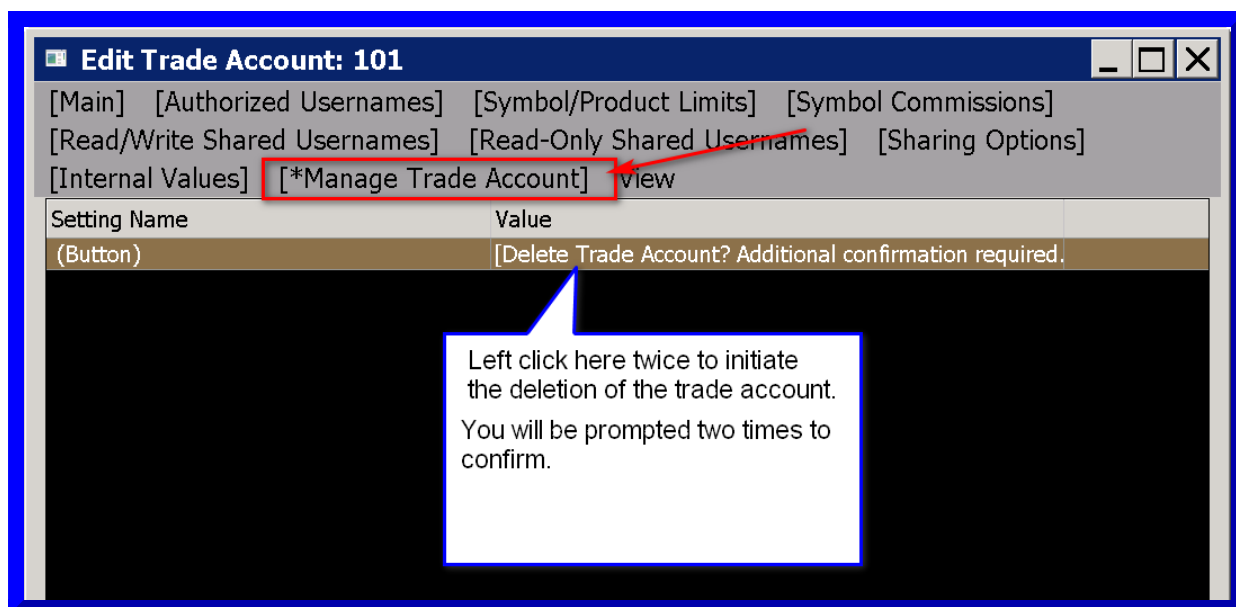 Edit Trade Account: 101
[Main] [Authorized Usernames] [Symbol/Product Limits] [Symbol Commissions]
[Read/Write Shared Usernames] [Read-Only Shared Usernames] [Sharing Options]
[Internal Values] [*Manage Trade Account] View
Setting Name Value
(Button) [Delete Trade Account? Additional confirmation required.
Left click here twice to initiate
the deletion of the trade account.
You will be prompted two times to
confirm.